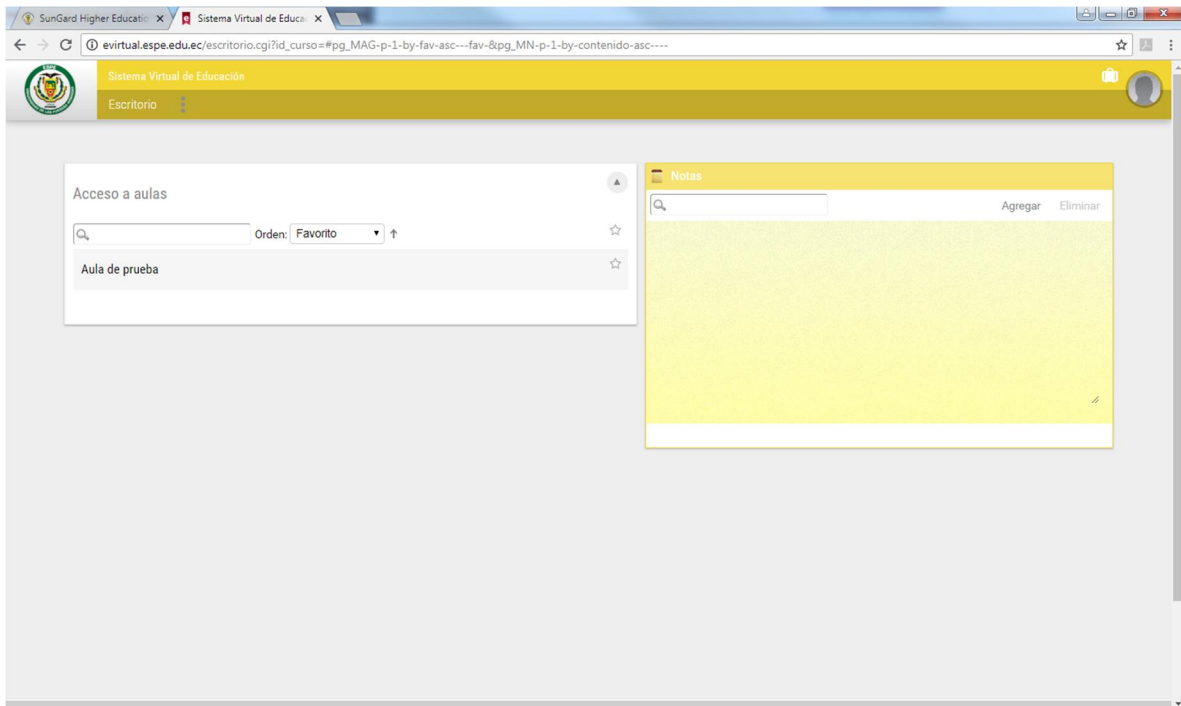 SunGard Higher Educatio
Sistema Virtual de Educa
evirtual.espe.edu.ec/escritorio.cgi?id_curso=#pg_MAG-p-1-by-fav-asc---fav-&pg_MN-p-1-by-contenido-asc----
Sistema Virtual de Educación
Escritorio
Acceso a aulas
Orden: Favorito
Aula de prueba
Notas
Agregar Eliminar